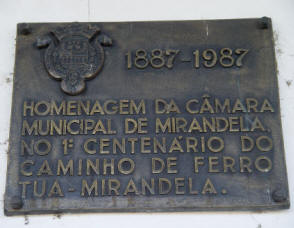 1887-1987
HOMENAGEM DA CÂMARA
MUNICIPAL DE MIRANDELA.
NO 1º CENTENÁRIO DO
CAMINHO DE FERRO
TUA-MIRANDELA.